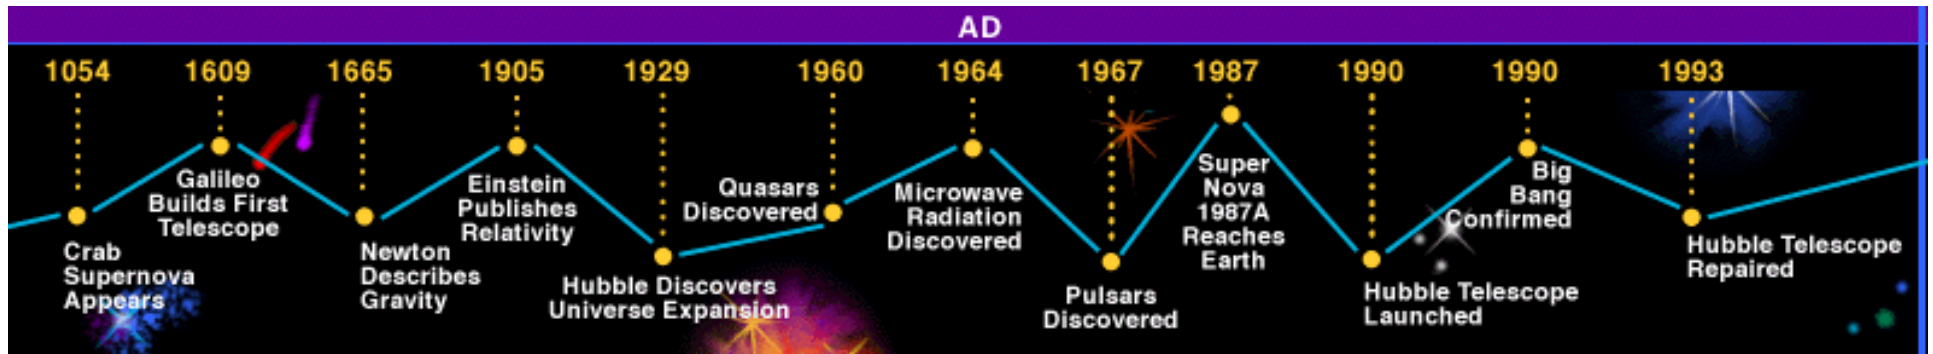 AD
1054
1609
1665
1905
1929
1960
1964
1967
1987
1990
1990
1993
Crab
Supernova
Appears
Galileo
Builds First
Telescope
Newton
Describes
Gravity
Einstein
Publishes
Relativity
Hubble Discovers
Universe Expansion
Quasars
Discovered
Microwave
Radiation
Discovered
Pulsars
Discovered
Super
Nova
1987A
Reaches
Earth
Hubble Telescope
Launched
Big
Bang
Confirmed
Hubble Telescope
Repaired